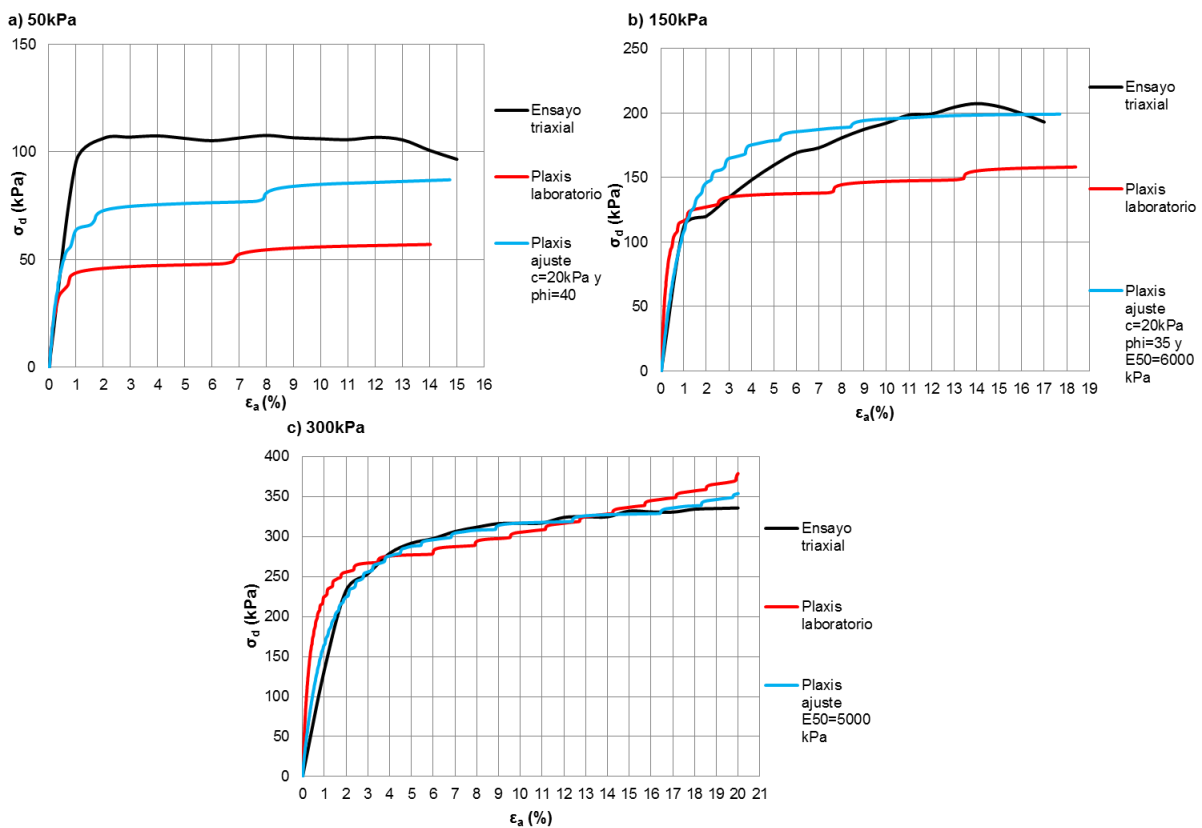 a) 50kPa
150
100
50
0
σd (kPa)
0 1 2 3 4 5 6 7 8 9 10 11 12 13 14 15 16
εa (%)
Ensayo
triaxial
Plaxis
laboratorio
Plaxis
ajuste
c=20kPa y
phi=40
b) 150kPa
250
200
150
100
50
0
σd (kPa)
0 1 2 3 4 5 6 7 8 9 10 11 12 13 14 15 16 17 18 19
εa(%)
Ensayo
triaxial
Plaxis
laboratorio
Plaxis
ajuste
c=20kPa
phi=35 y
E50=6000
kPa
c) 300kPa
400
350
300
250
200
150
100
50
0
σd (kPa)
0 1 2 3 4 5 6 7 8 9 10 11 12 13 14 15 16 17 18 19 20 21
εa (%)
Ensayo
triaxial
Plaxis
laboratorio
Plaxis
ajuste
E50=5000
kPa